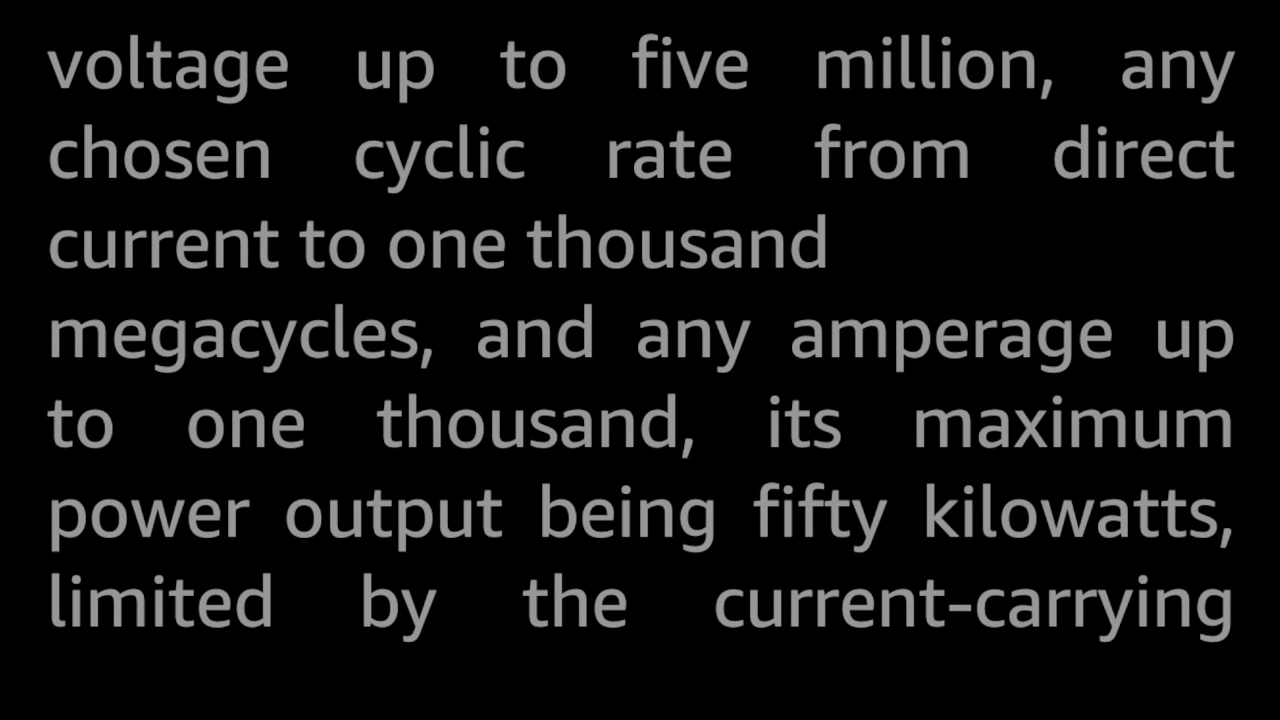 voltage up to five million, any
chosen cyclic rate from direct
current to one thousand
megacycles, and any amperage up
to one thousand, its maximum
power output being fifty kilowatts,
limited by the current-carrying